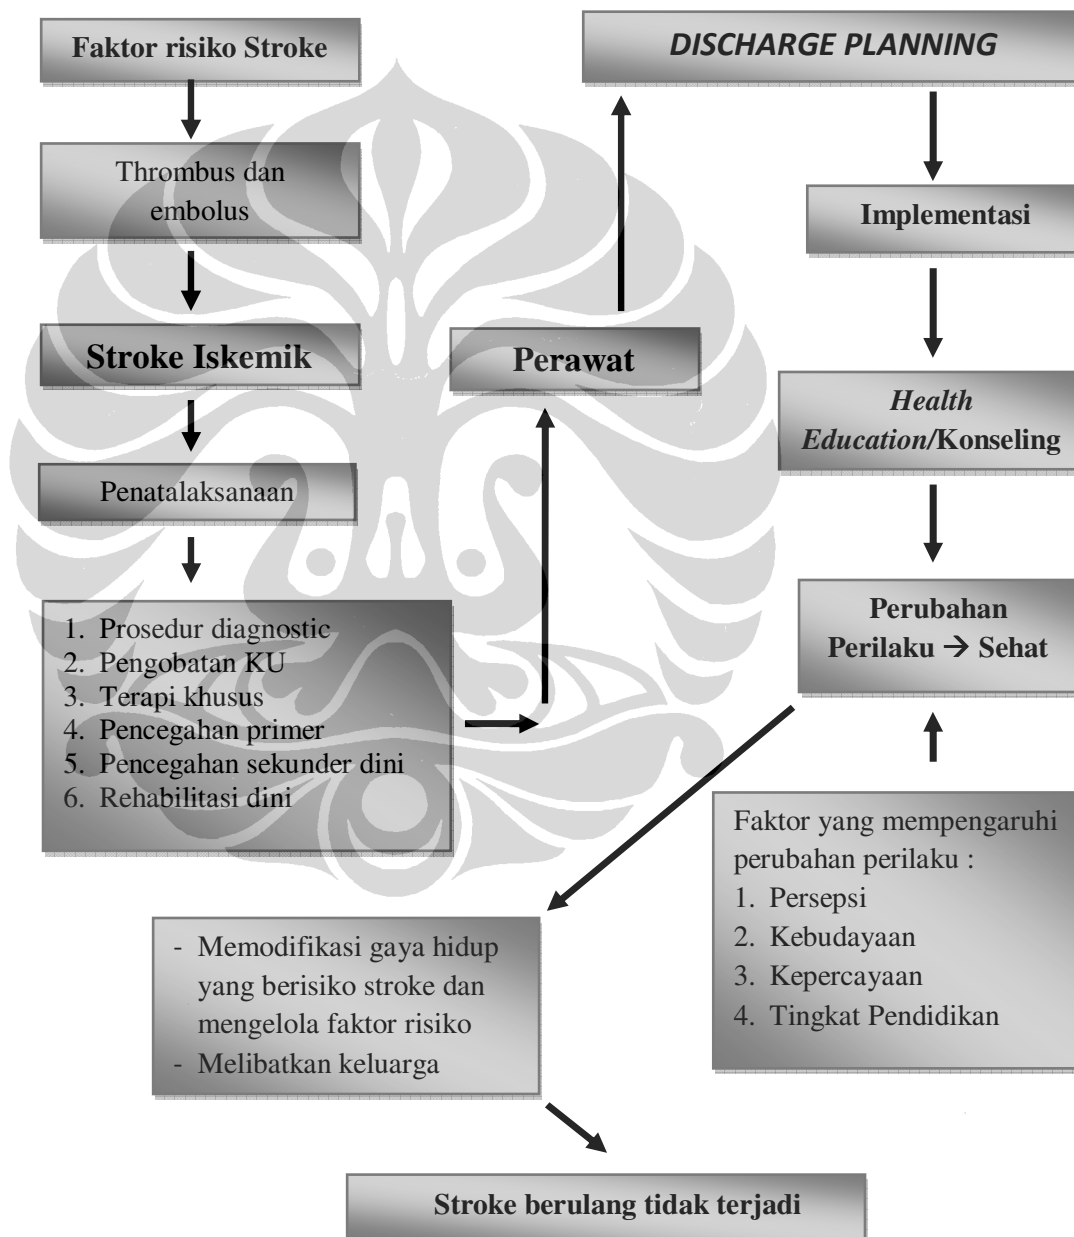 Faktor risiko Stroke
Thrombus dan
embolus
Stroke Iskemik
Penatalaksanaan
1. Prosedur diagnostic
2. Pengobatan KU
3. Terapi khusus
4. Pencegahan primer
5. Pencegahan sekunder dini
6. Rehabilitasi dini
Perawat
DISCHARGE PLANNING
Implementasi
Health
Education/Konseling
Perubahan
Perilaku → Sehat
Faktor yang mempengaruhi
perubahan perilaku :
1. Persepsi
2. Kebudayaan
3. Kepercayaan
4. Tingkat Pendidikan
- Memodifikasi gaya hidup
yang berisiko stroke dan
mengelola faktor risiko
- Melibatkan keluarga
Stroke berulang tidak terjadi